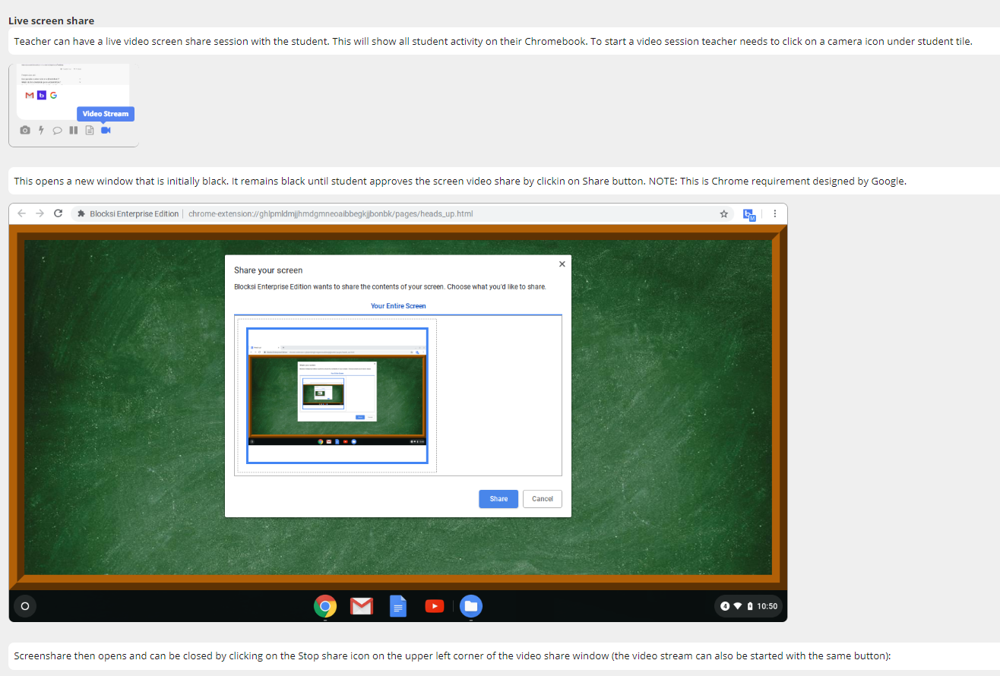 Live screen share
Teacher can have a live video screen share session with the student. This will show all student activity on their Chromebook. To start a video session teacher needs to click on a camera icon under student tile.
Video Stream
This opens a new window that is initially black. It remains black until student approves the screen video share by clickin on Share button. NOTE: This is Chrome requirement designed by Google.
Blocksi Enterprise Edition | chrome-extension://ghlpmldmjjhmdgmneoaibbegkjjbonbk/pages/heads_up.html
Share your screen
Blocksi Enterprise Edition wants to share the contents of your screen. Choose what you'd like to share.
Your Entire Screen
Share Cancel
4 10:50
Screenshare then opens and can be closed by clicking on the Stop share icon on the upper left corner of the video share window (the video stream can also be started with the same button):